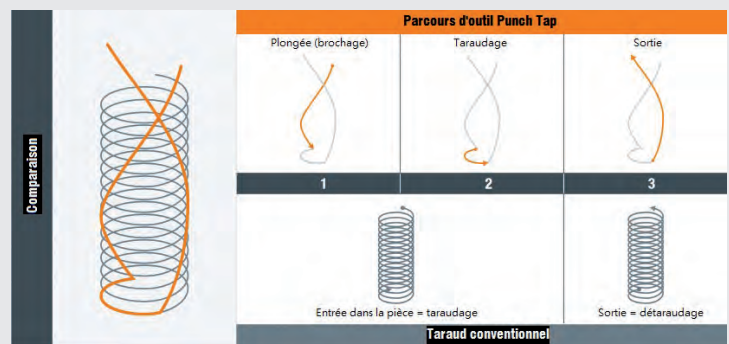 Parcours d'outil Punch Tap
Plongée (brochage)
Taraudage
Sortie
Comparaison
1
2
3
Entrée dans la pièce = taraudage
Sortie = détaraudage
Taraud conventionnel